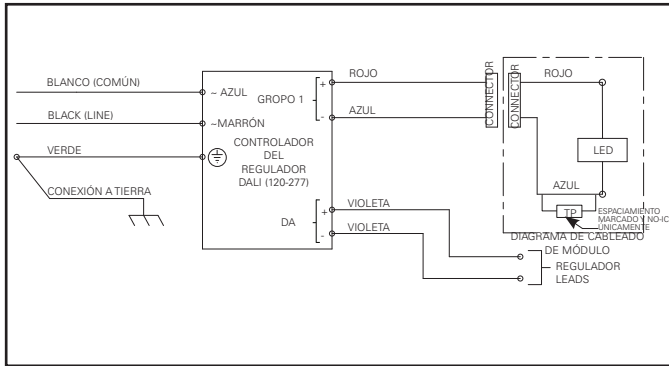 BLANCO (COMÚN)
BLACK (LINE)
VERDE
CONEXIÓN A TIERRA
~ AZUL
GROPO 1
+
-
~MARRÓN
CONTROLADOR
DEL
REGULADOR
DALI (120-277)
DA
+
-
ROJO
AZUL
VIOLETA
VIOLETA
CONNECTOR
CONNECTOR
ROJO
LED
AZUL
TP
ESPACIAMIENTO
MARCADO Y NO-IC
ÚNICAMENTE
DIAGRAMA DE CABLEADO
DE MÓDULO
REGULADOR
LEADS